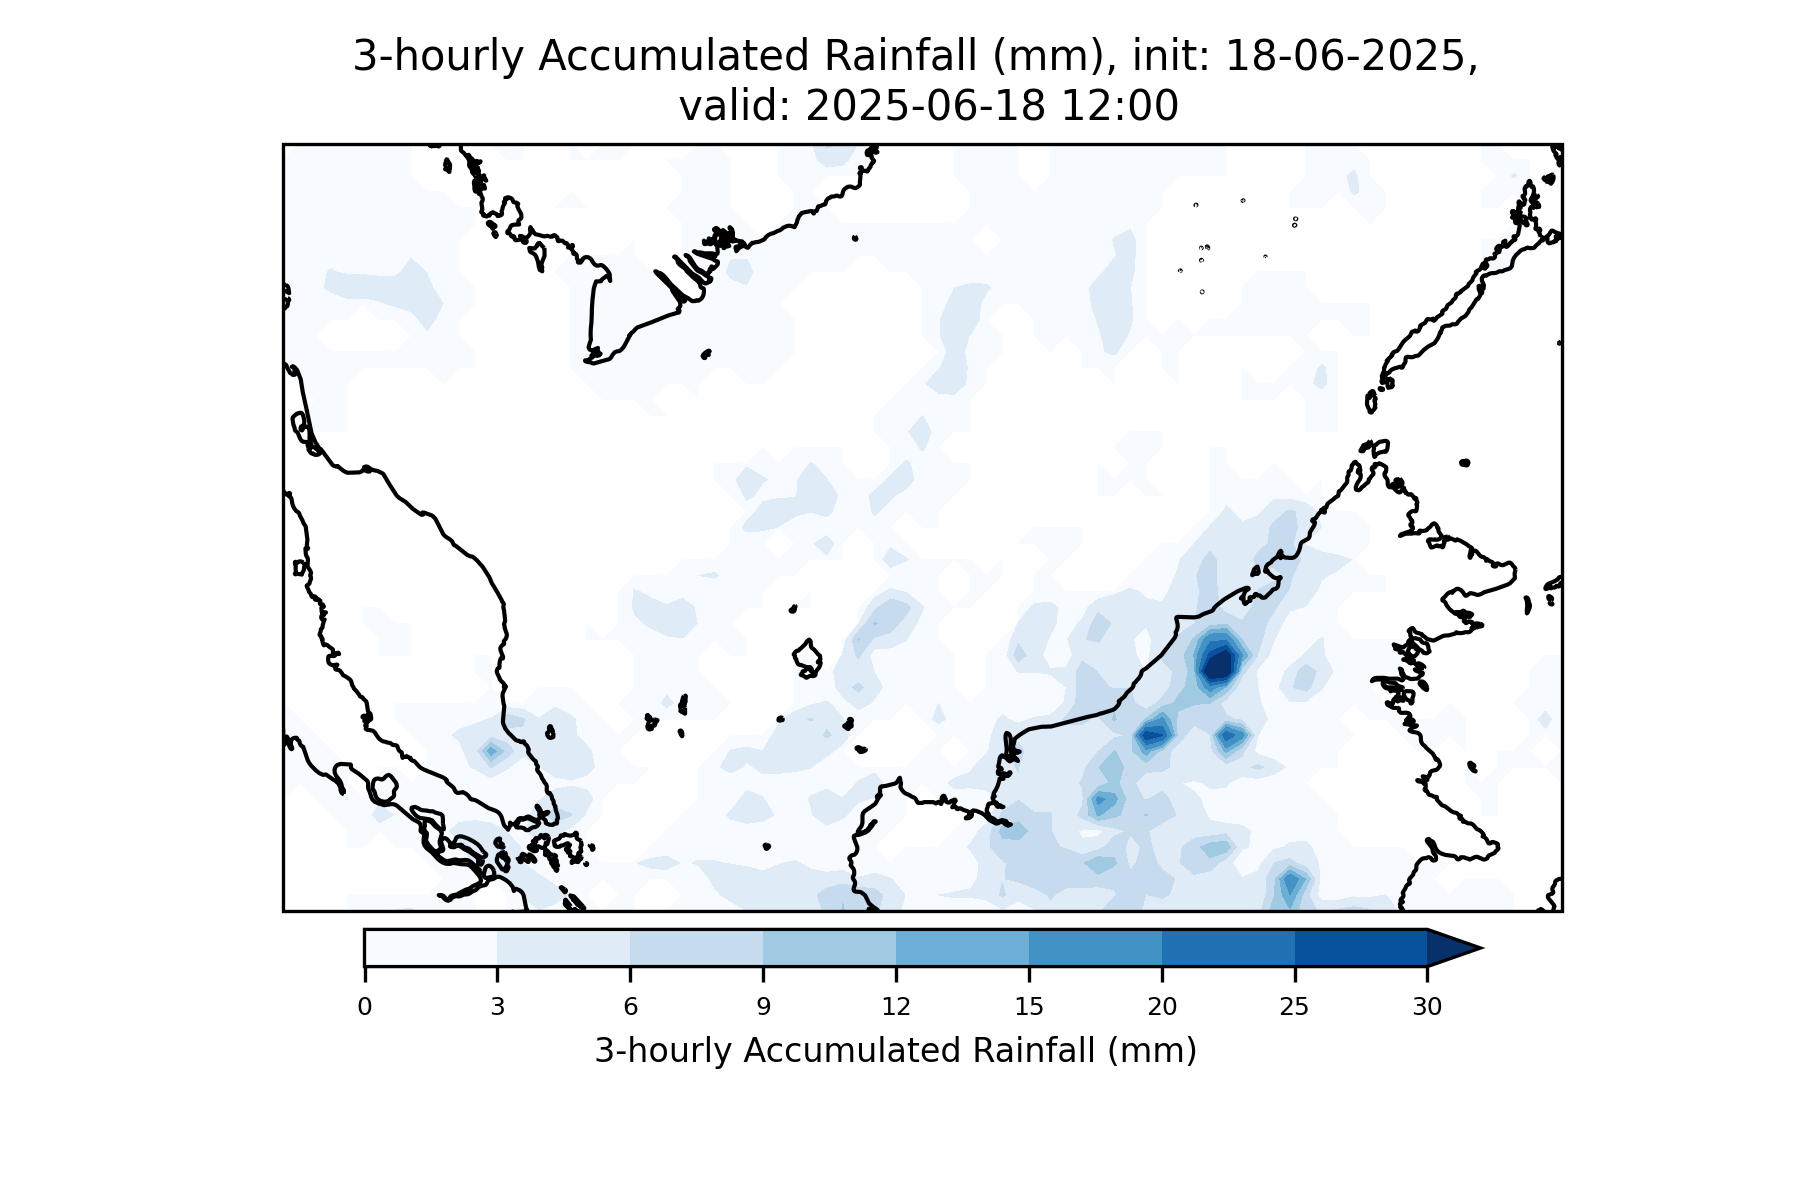 3-hourly Accumulated Rainfall (mm), init: 18-06-2025,
valid: 2025-06-18 12:00
0 3 6 9 12 15 20 25 30
3-hourly Accumulated Rainfall (mm)